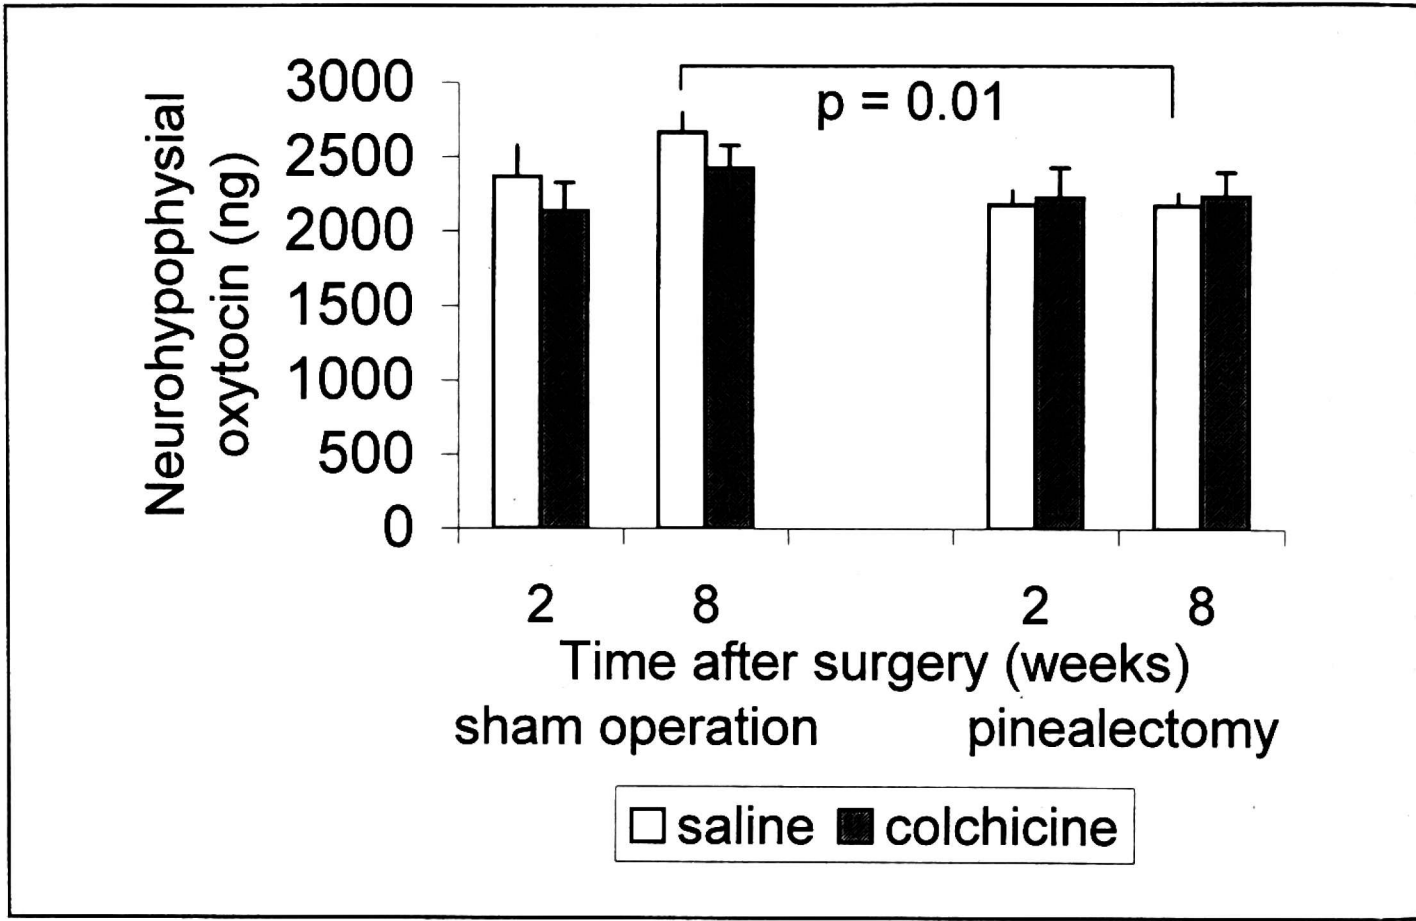 Neurohypophysial
oxytocin (ng)
3000
2500
2000
1500
1000
500
0
p = 0.01
2 8 2 8
Time after surgery (weeks)
sham operation pinealectomy
saline colchicine